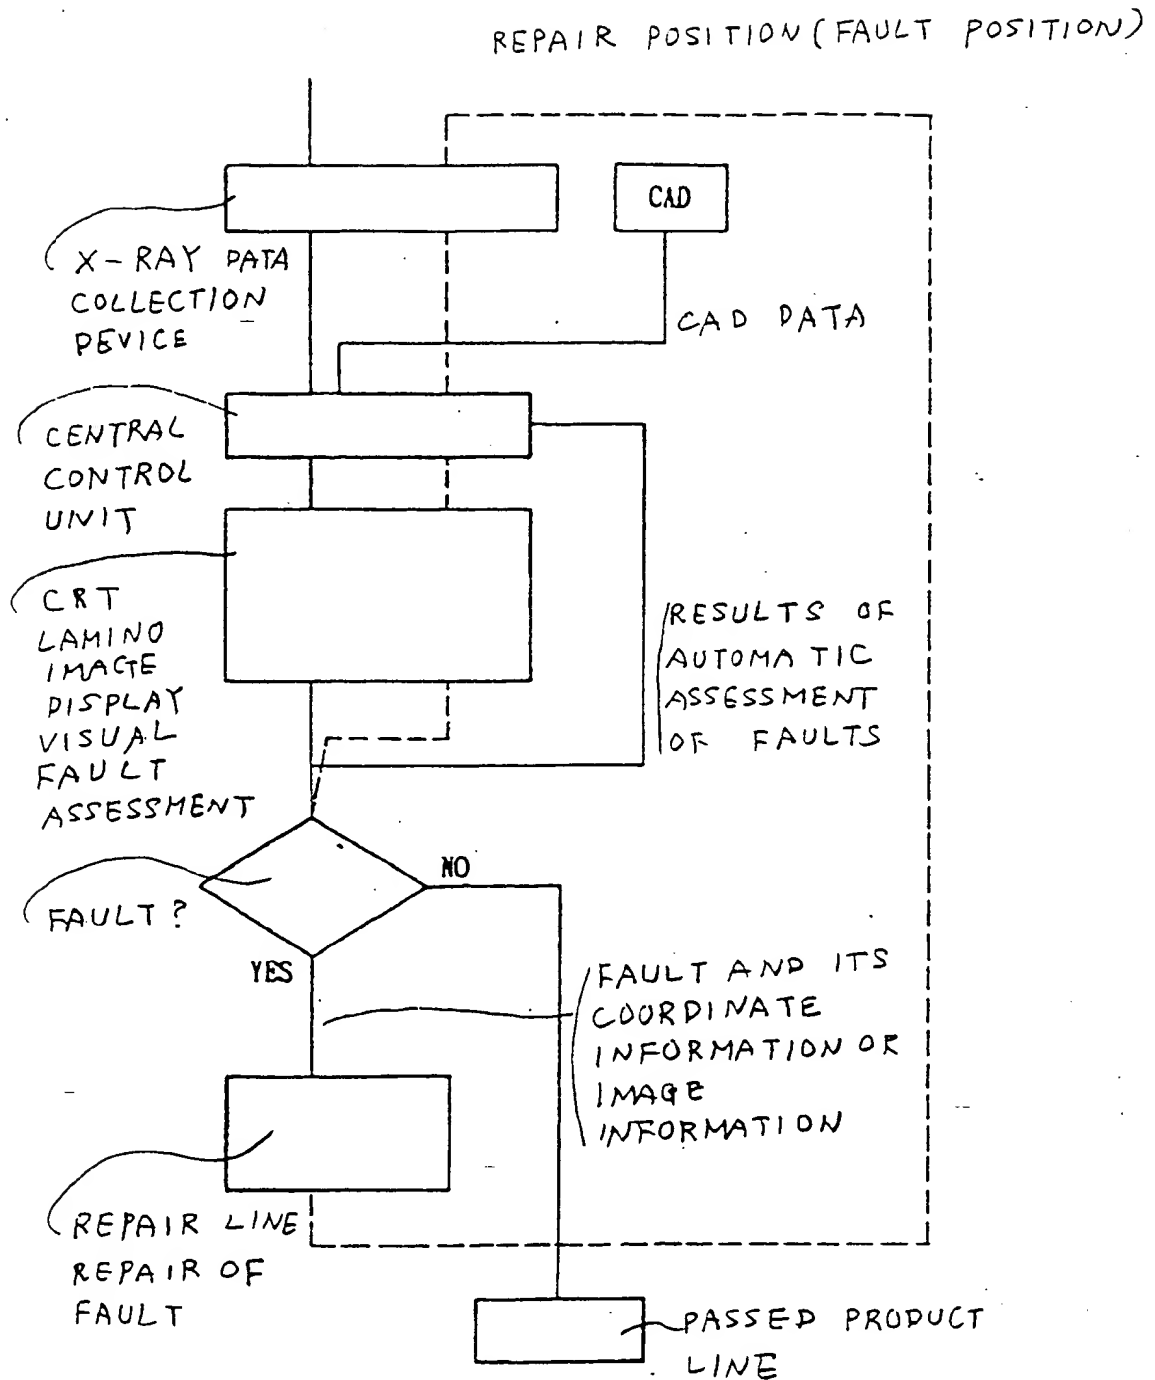 REPAIR POSITION (FAULT POSITION)
CAD
X-RAY DATA
COLLECTION
DEVICE
CAD DATA
CENTRAL
CONTROL
UNIT
CRT
LAMINO
IMAGE
DISPLAY
VISUAL
FAULT
ASSESSMENT
RESULTS OF
AUTOMATIC
ASSESSMENT
OF FAULTS
FAULT?
NO
YES
FAULT AND ITS
COORDINATE
INFORMATION OR
IMAGE
INFORMATION
REPAIR LINE
REPAIR OF
FAULT
PASSED PRODUCT
LINE